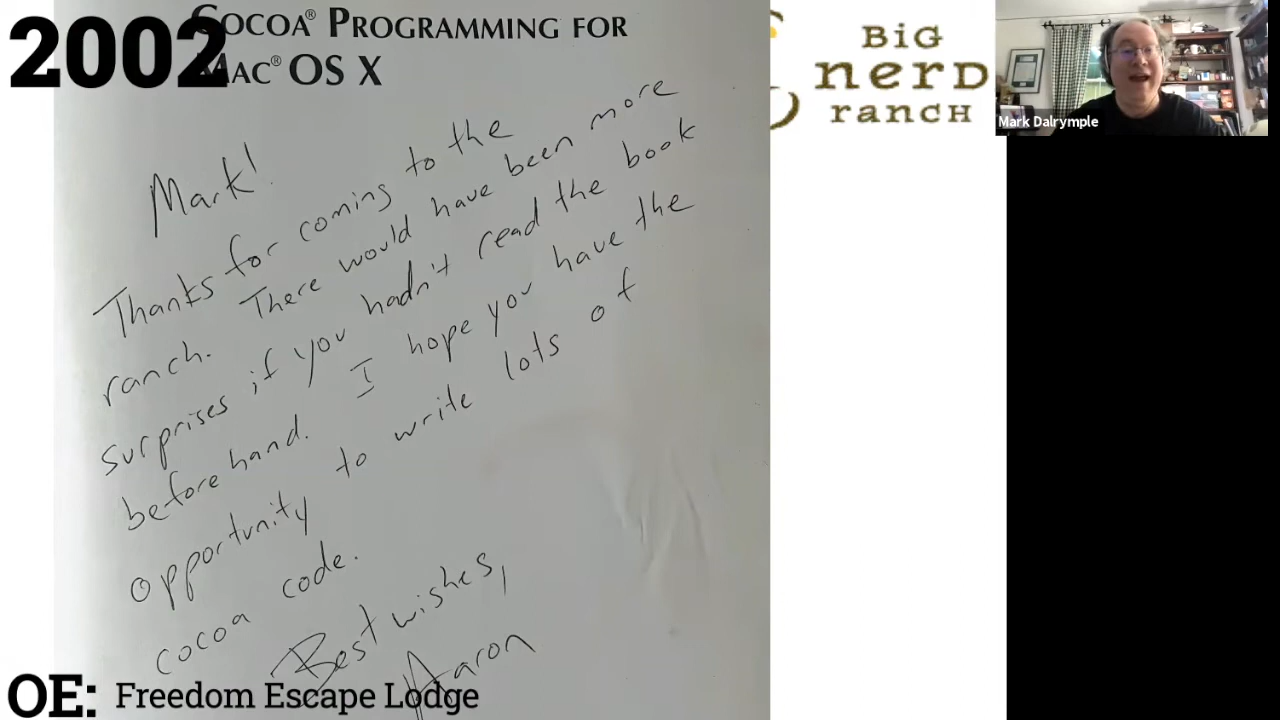 2002
COCOA® PROGRAMMING FOR
MAC® OS X
Mark!
Thanks for coming to the
ranch. There would have been more
surprises if you hadn't read the book
before hand. I hope you have the
opportunity to write lots of
cocoa code.
Best wishes,
Aaron
OE: Freedom Escape Lodge
BiG
nerD
ranch
Mark Dalrymple